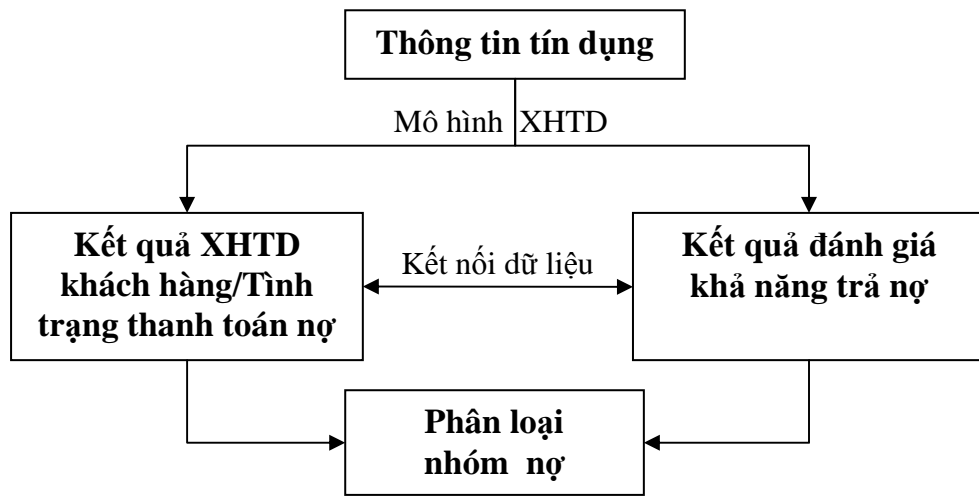 Thông tin tín dụng
Mô hình XHTD
Kết quả XHTD
khách hàng/Tình
trạng thanh toán nợ
Kết nối dữ liệu
Kết quả đánh giá
khả năng trả nợ
Phân loại
nhóm nợ